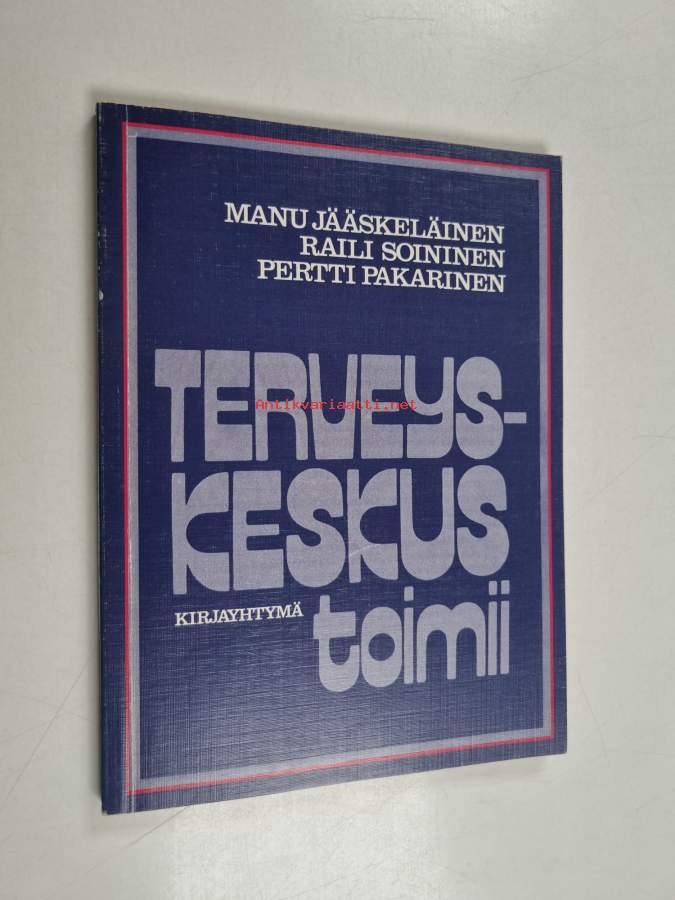 MANU JÄÄSKELÄINEN
RAILI SOININEN
PERTTI PAKARINEN
TERVEYS-
Antikvariaatti.net
KESKUS
KIRJAYHTYMÄ
toimii